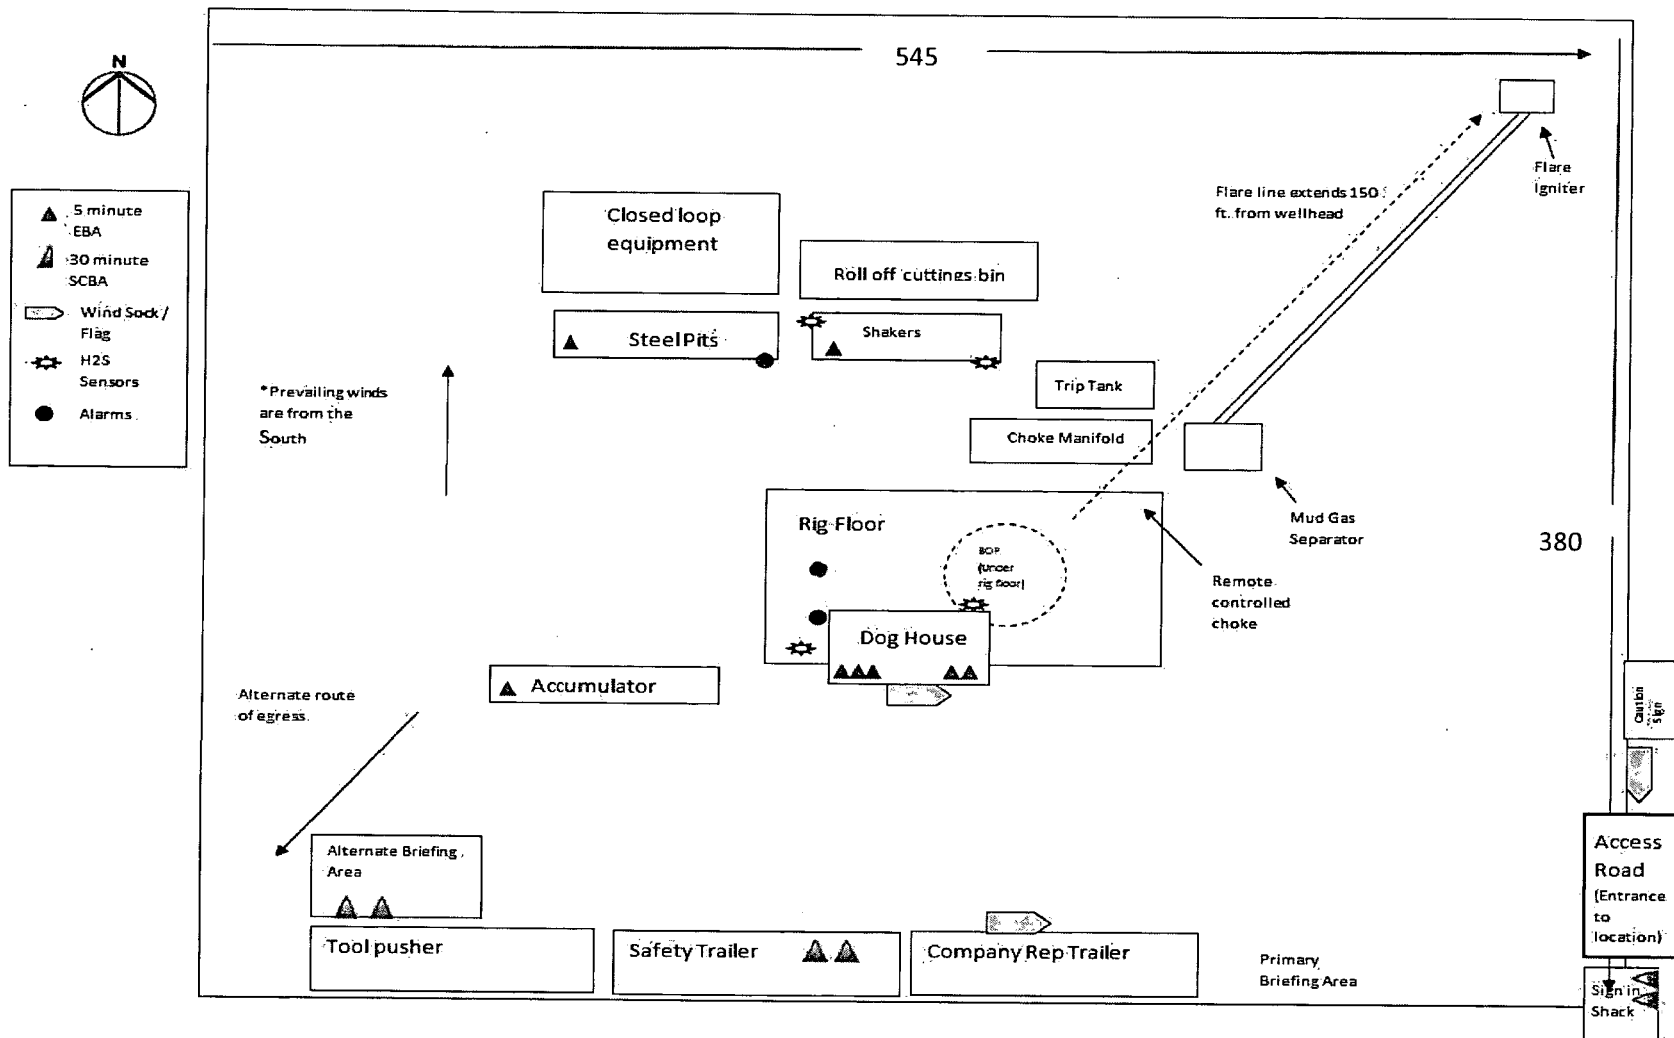 545
N
Flare
Igniter
Flare line extends 150
ft. from wellhead
5 minute
EBA
30 minute
SCBA
Wind Sock /
Flag
H2S
Sensors
Alarms
Closed loop
equipment
Roll off cuttings bin
Steel Pits
Shakers
*Prevailing winds
are from the
South
Trip Tank
Choke Manifold
Mud Gas
Separator
380
Rig Floor
BOP
(under
rig floor)
Remote
controlled
choke
Dog House
Accumulator
Alternate route
of egress.
Caution
Sign
Alternate Briefing
Area
Access
Road
(Entrance
to
location)
Tool pusher
Safety Trailer
Company Rep Trailer
Primary
Briefing Area
Sign in
Shack